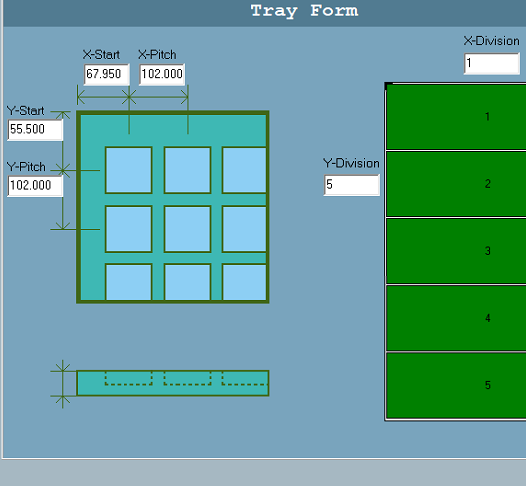 Tray Form
X-Division
1
X-Start
X-Pitch
67.950
102.000
Y-Start
55.500
Y-Pitch
102.000
Y-Division
5
1
2
3
4
5